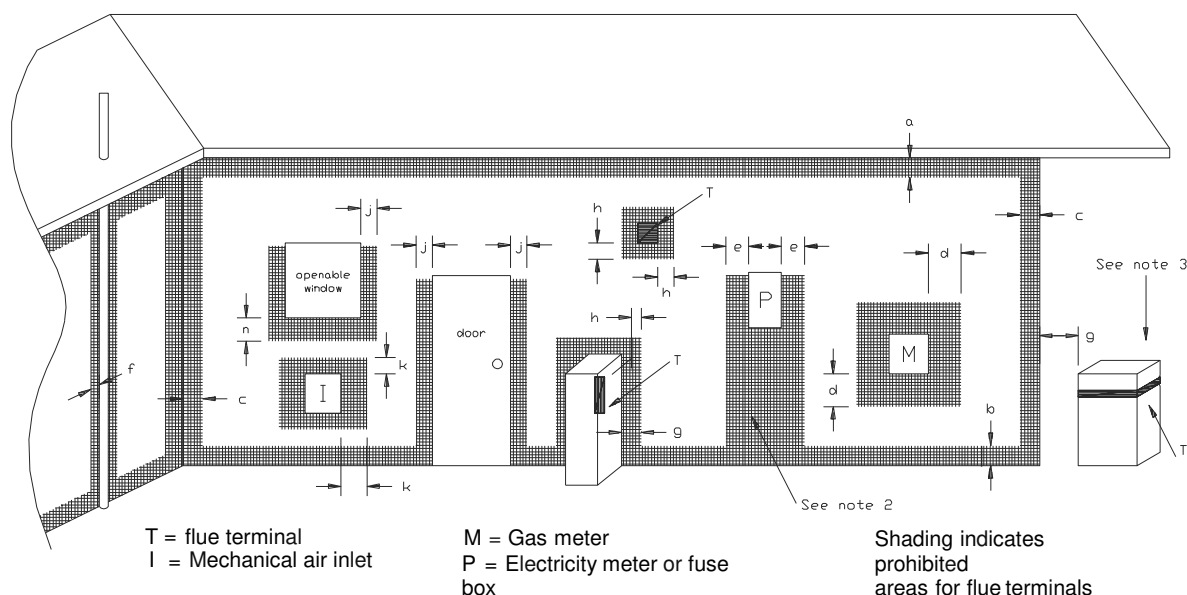 a
T
h
j
c
j
j
e
e
d
h
openable
window
P
See note 3
n
door
h
M
g
k
f
I
T
d
c
g
b
k
T
See note 2
T = flue terminal
I = Mechanical air inlet
M = Gas meter
P = Electricity meter or fuse
box
Shading indicates
prohibited
areas for flue terminals